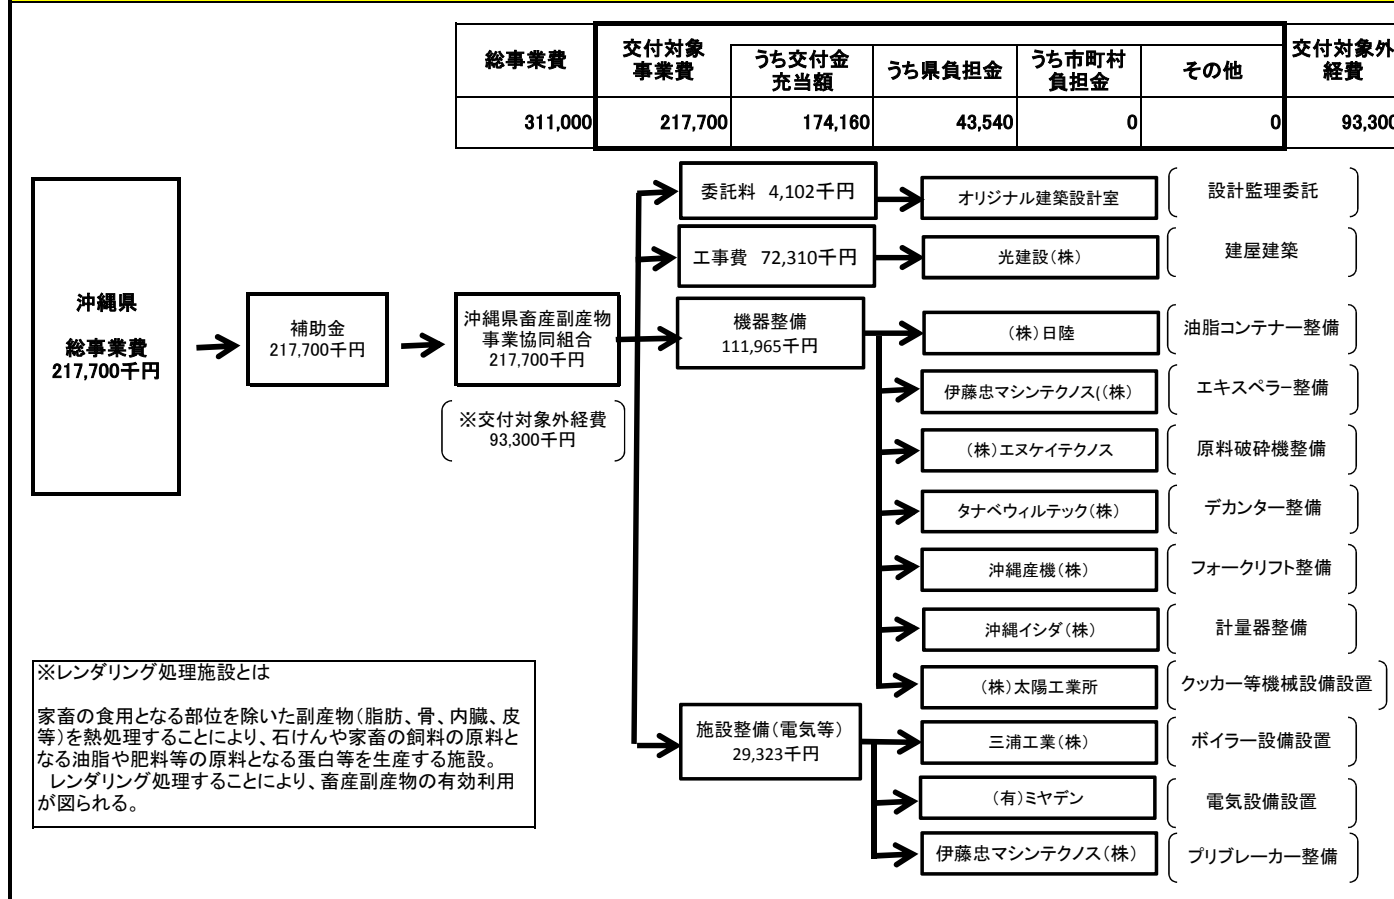 総事業費
交付対象
事業費
うち交付金
充当額
うち県負担金
うち市町村
負担金
その他
交付対象外
経費
311,000
217,700
174,160
43,540
0
0
93,300
沖縄県
総事業費
217,700千円
補助金
217,700千円
沖縄県畜産副産物
事業協同組合
217,700千円
※交付対象外経費
93,300千円
委託料 4,102千円
オリジナル建築設計室
設計監理委託
工事費 72,310千円
光建設(株)
建屋建築
機器整備
111,965千円
(株)日陸
油脂コンテナー整備
伊藤忠マシンテクノス((株)
エキスペラー整備
(株)エヌケイテクノス
原料破砕機整備
タナベウィルテック(株)
デカンター整備
沖縄産機(株)
フォークリフト整備
沖縄イシダ(株)
計量器整備
(株)太陽工業所
クッカー等機械設備設置
施設整備(電気等)
29,323千円
三浦工業(株)
ボイラー設備設置
(有)ミヤデン
電気設備設置
伊藤忠マシンテクノス(株)
プリブレーカー整備
※レンダリング処理施設とは
家畜の食用となる部位を除いた副産物(脂肪、骨、内臓、皮
等)を熱処理することにより、石けんや家畜の飼料の原料と
なる油脂や肥料等の原料となる蛋白等を生産する施設。
レンダリング処理することにより、畜産副産物の有効利用
が図られる。